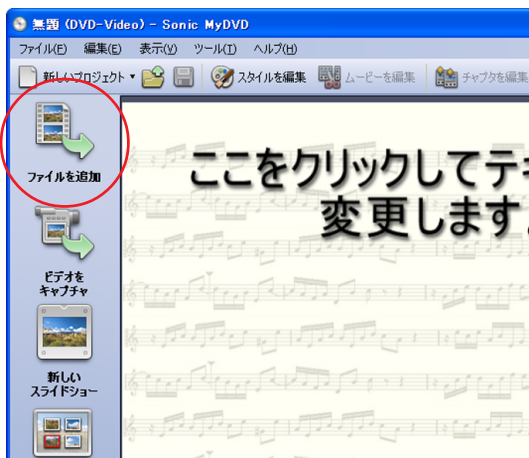 無題 (DVD-Video) - Sonic MyDVD
ファイル(F) 編集(E) 表示(V) ツール(T) ヘルプ(H)
新しいプロジェクト スタイルを編集 ムービーを編集 チャプタを編集
ファイルを追加
ここをクリックしてテキ
変更します。
ビデオを
キャプチャ
新しい
スライドショー